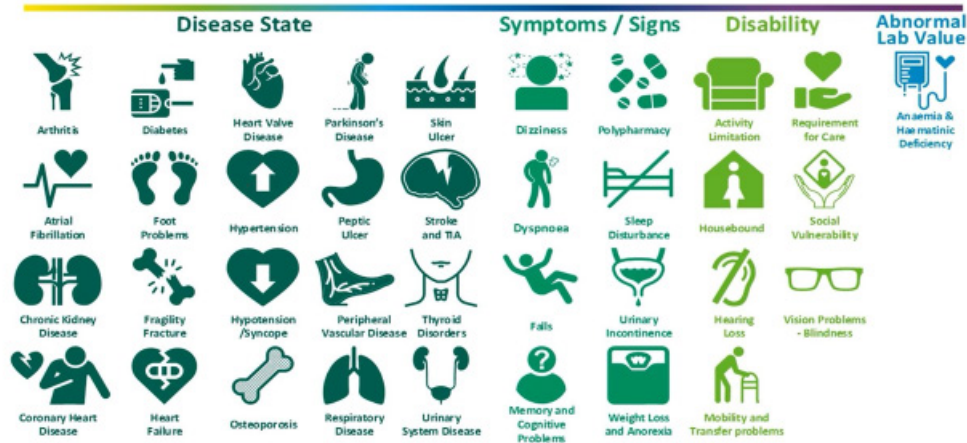 Disease State
Symptoms / Signs
Disability
Abnormal
Lab Value
Arthritis
Diabetes
Heart Valve
Disease
Parkinson's
Disease
Skin
Ulcer
Dizziness
Polypharmacy
Activity
Limitation
Requirement
for Care
Anaemia &
Haematinic
Deficiency
Atrial
Fibrillation
Foot
Problems
Hypertension
Peptic
Ulcer
Stroke
and TIA
Dyspnoea
Sleep
Disturbance
Housebound
Social
Vulnerability
Chronic Kidney
Disease
Fragility
Fracture
Hypotension
/Syncope
Peripheral
Vascular Disease
Thyroid
Disorders
Falls
Urinary
Incontinence
Hearing
Loss
Vision Problems
- Blindness
Coronary Heart
Disease
Heart
Failure
Osteoporosis
Respiratory
Disease
Urinary
System Disease
?
Memory and
Cognitive
Problems
Weight Loss
and Anorexia
Mobility and
Transfer problems